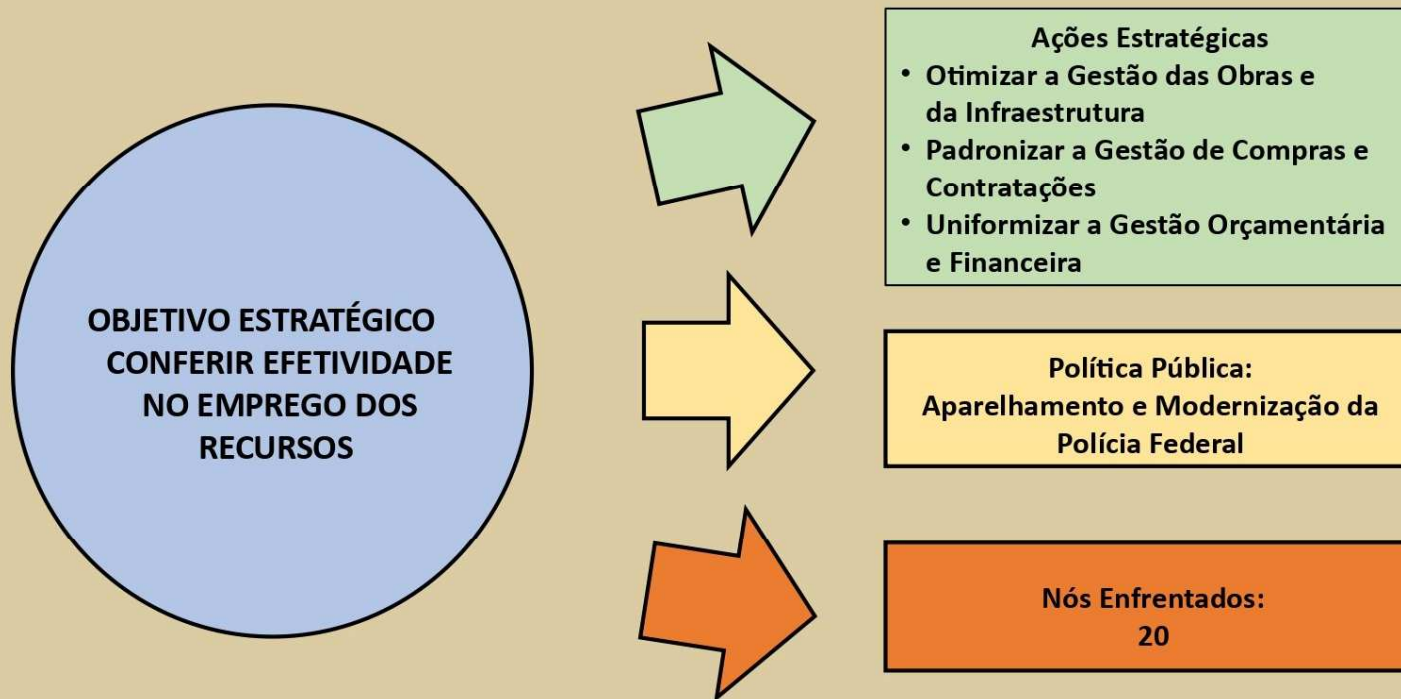 OBJETIVO ESTRATÉGICO
CONFERIR EFETIVIDADE
NO EMPREGO DOS
RECURSOS
Ações Estratégicas
• Otimizar a Gestão das Obras e
da Infraestrutura
• Padronizar a Gestão de Compras e
Contratações
• Uniformizar a Gestão Orçamentária
e Financeira
Política Pública:
Aparelhamento e Modernização da
Polícia Federal
Nós Enfrentados:
20